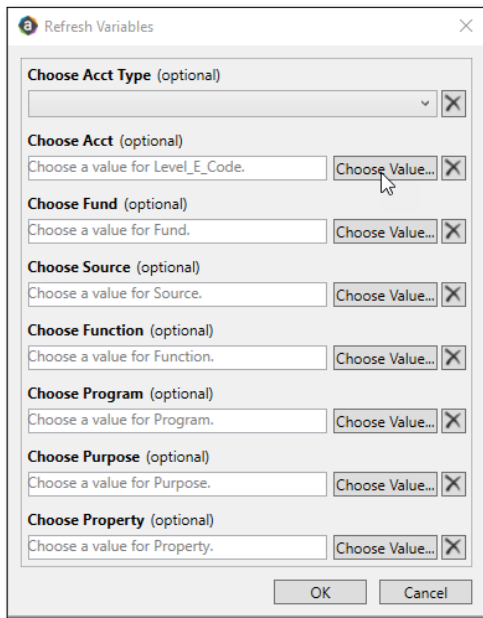 Refresh Variables
Choose Acct Type (optional)
Choose Acct (optional)
Choose a value for Level_E_Code.
Choose Value...
Choose Fund (optional)
Choose a value for Fund.
Choose Value...
Choose Source (optional)
Choose a value for Source.
Choose Value...
Choose Function (optional)
Choose a value for Function.
Choose Value...
Choose Program (optional)
Choose a value for Program.
Choose Value...
Choose Purpose (optional)
Choose a value for Purpose.
Choose Value...
Choose Property (optional)
Choose a value for Property.
Choose Value...
OK
Cancel